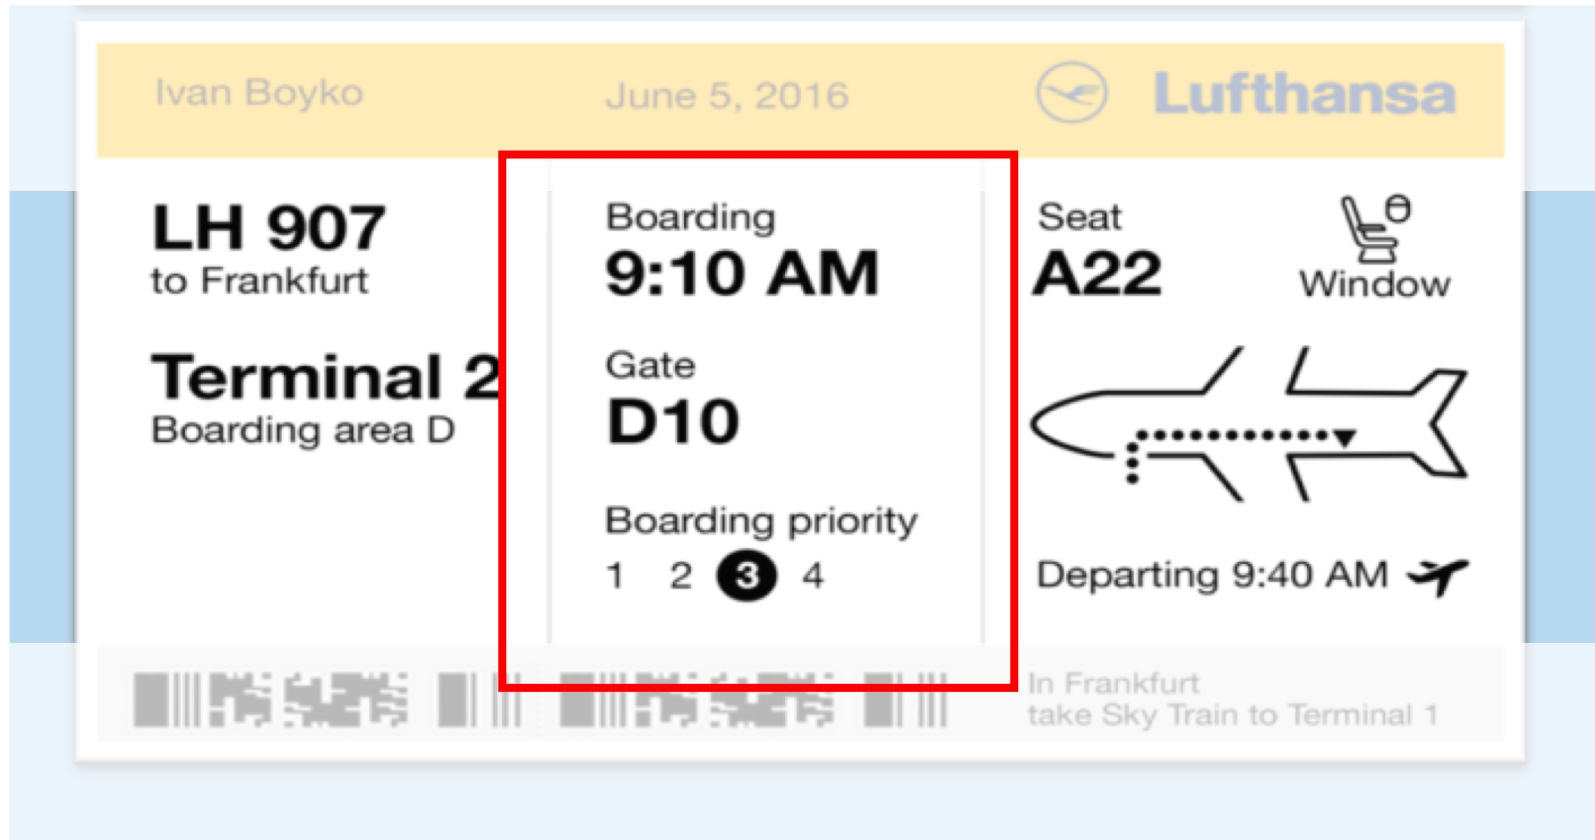 Ivan Boyko
June 5, 2016
Lufthansa
LH 907
to Frankfurt
Terminal 2
Boarding area D
Boarding
9:10 AM
Gate
D10
Boarding priority
1 2 3 4
Seat
A22
Window
Departing 9:40 AM
In Frankfurt
take Sky Train to Terminal 1